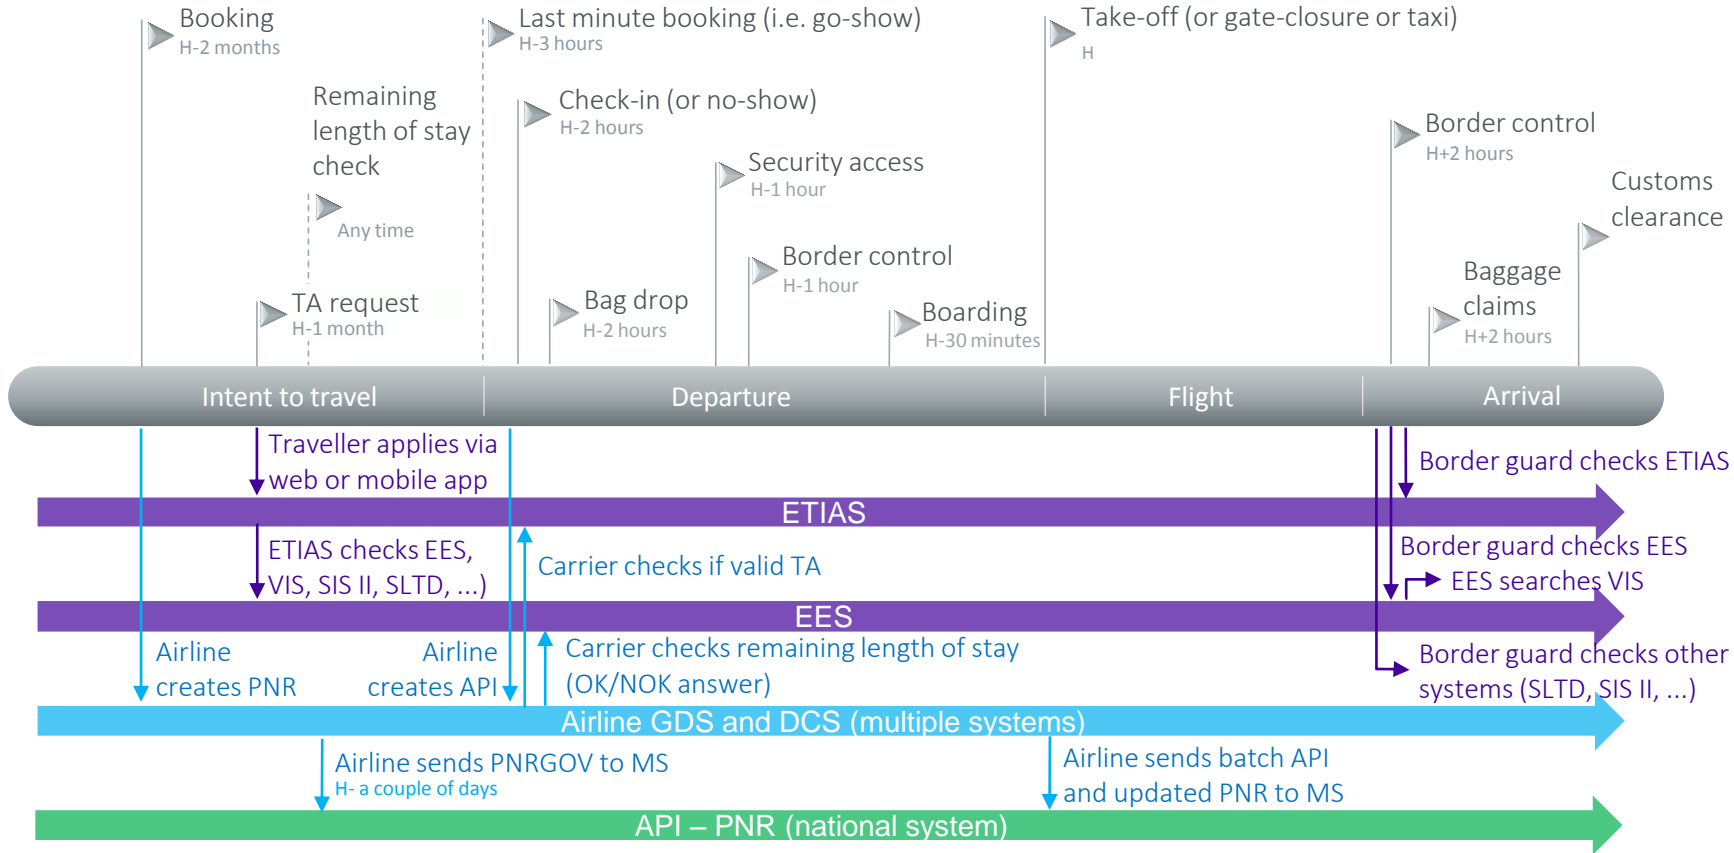 Booking
H-2 months
Last minute booking (i.e. go-show)
H-3 hours
Take-off (or gate-closure or taxi)
H
Remaining
length of stay
check
Any time
Check-in (or no-show)
H-2 hours
Security access
H-1 hour
Border control
H+2 hours
Customs
clearance
TA request
H-1 month
Bag drop
H-2 hours
Border control
H-1 hour
Boarding
H-30 minutes
Baggage
claims
H+2 hours
Intent to travel
Departure
Flight
Arrival
Traveller applies via
web or mobile app
Border guard checks ETIAS
ETIAS
ETIAS checks EES,
VIS, SIS II, SLTD, ...)
Carrier checks if valid TA
Border guard checks EES
EES searches VIS
EES
Airline
creates PNR
Airline
creates API
Carrier checks remaining length of stay
(OK/NOK answer)
Border guard checks other
systems (SLTD, SIS II, ...)
Airline GDS and DCS (multiple systems)
Airline sends PNRGOV to MS
H- a couple of days
Airline sends batch API
and updated PNR to MS
API – PNR (national system)